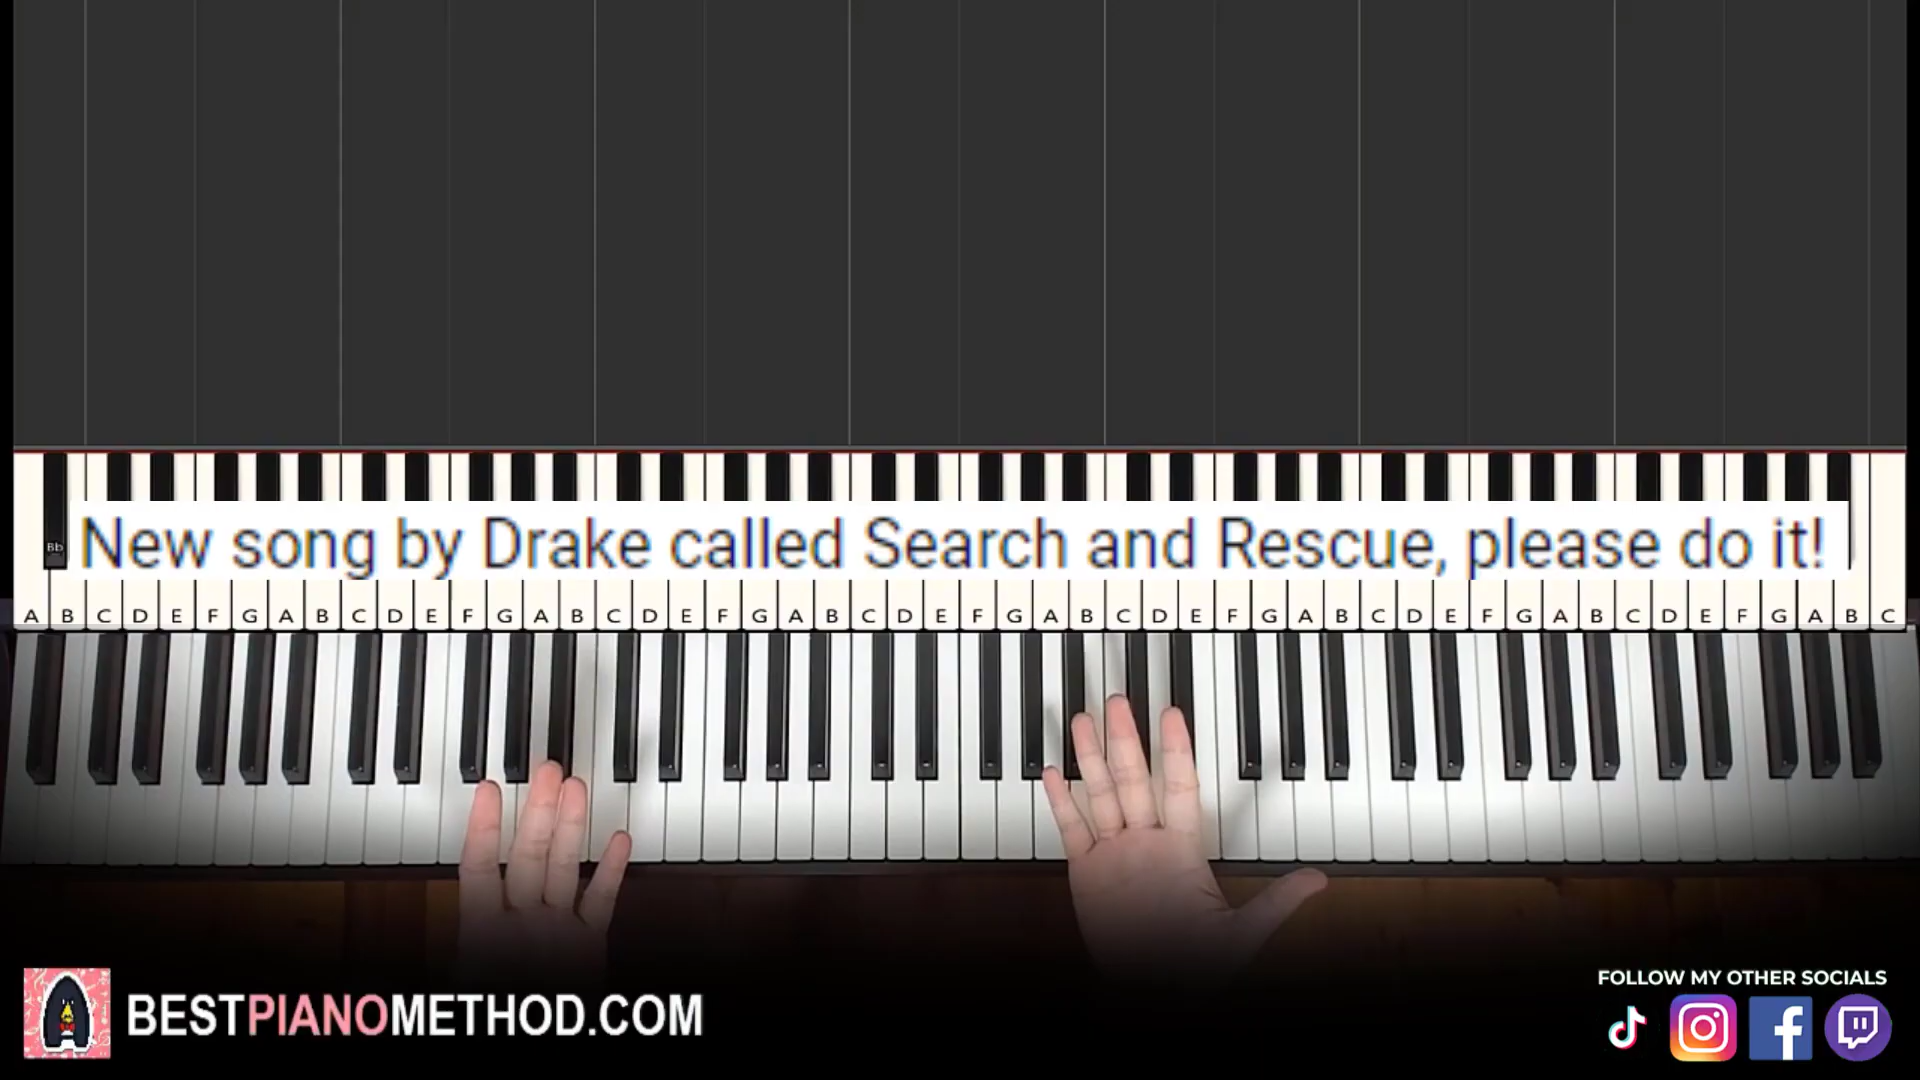 Bb
New song by Drake called Search and Rescue, please do it!
A B C D E F G A B C D E F G A B C D E F G A B C D E F G A B C D E F G A B C D E F G A B C D E F G A B C
BESTPIANOMETHOD.COM
FOLLOW MY OTHER SOCIALS